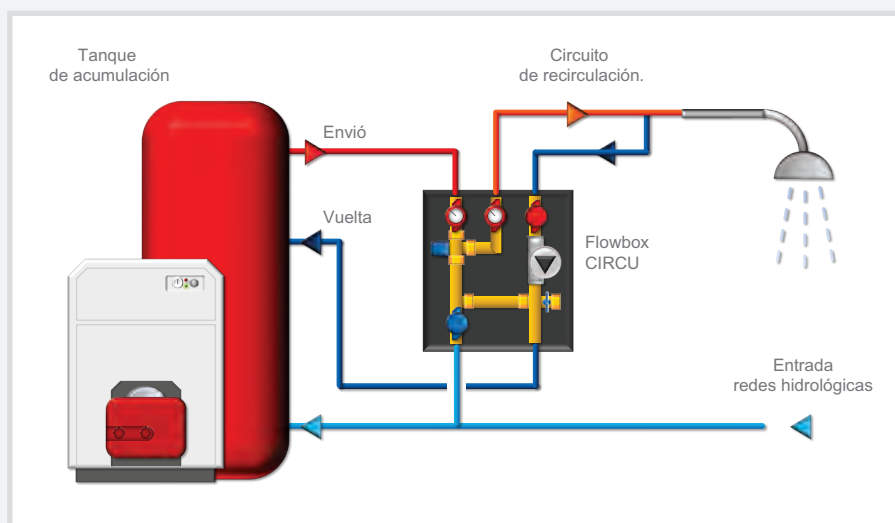 Tanque
de acumulación
Circuito
de recirculación.
Envió
Vuelta
Flowbox
CIRCU
Entrada
redes hidrológicas